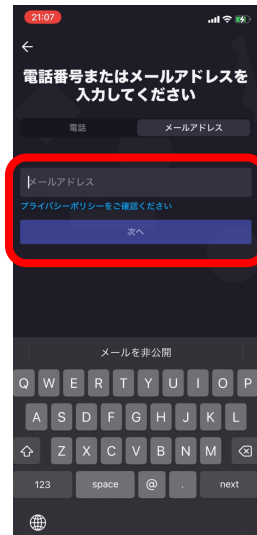 21:07
電話番号またはメールアドレスを
入力してください
電話
メールアドレス
メールアドレス
プライバシーポリシーをご確認ください
次へ
メールを非公開
Q W E R T Y U I O P
A S D F G H J K L
Z X C V B N M
123 space @ . next